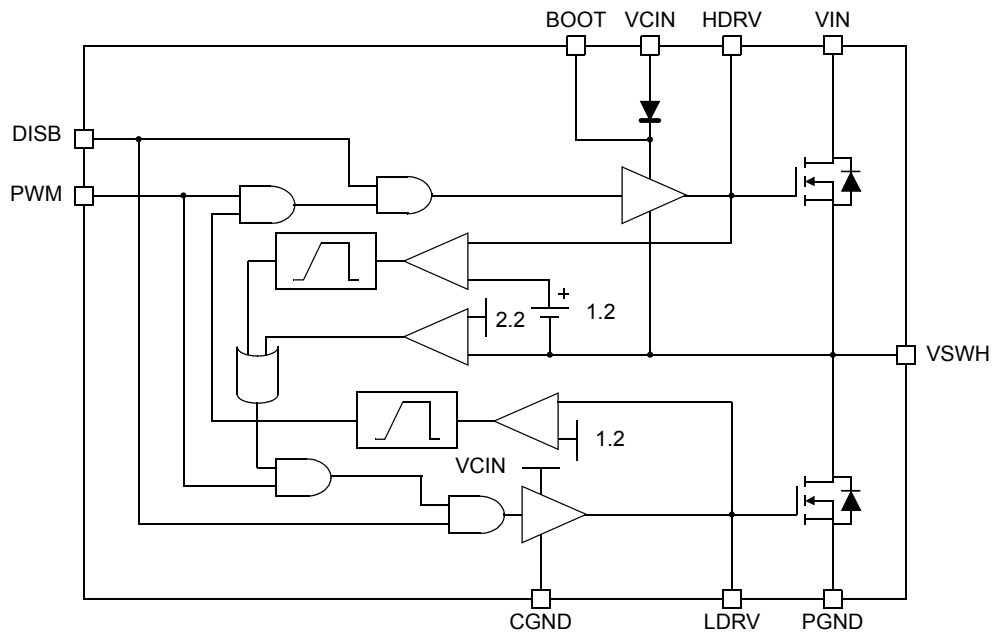 BOOT VCIN HDRV VIN
DISB
PWM
+
2.2 1.2
VSWH
1.2
VCIN
CGND LDRV PGND